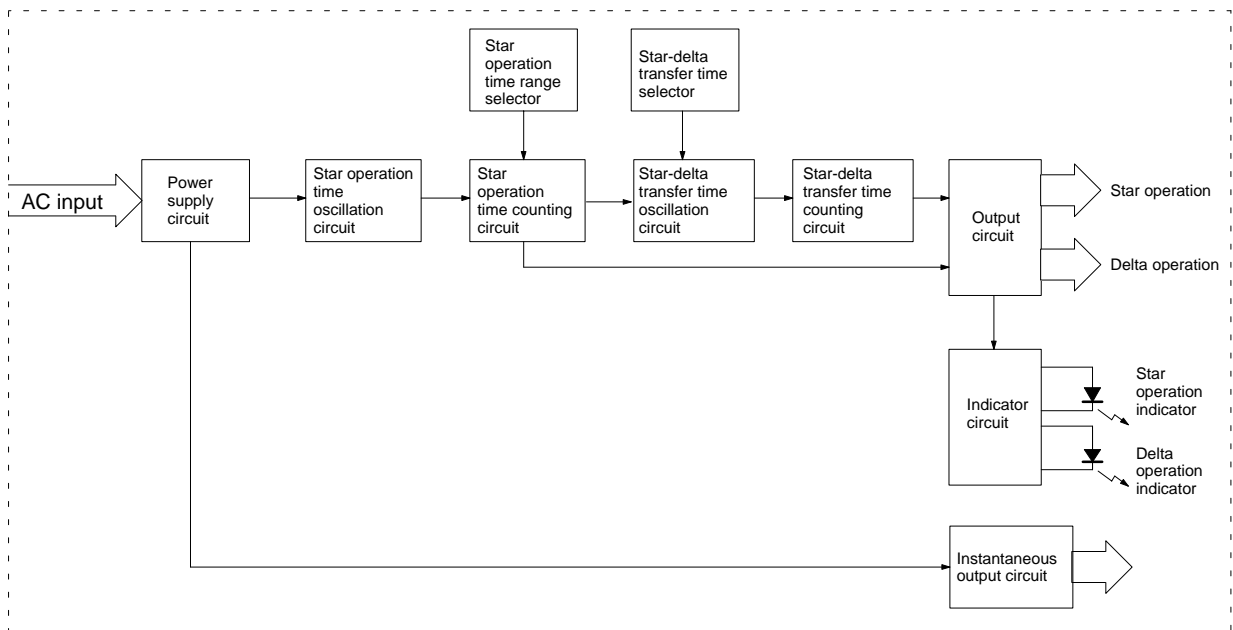 Star
operation
time range
selector
Star-delta
transfer time
selector
AC input
Power
supply
circuit
Star operation
time
oscillation
circuit
Star
operation
time counting
circuit
Star-delta
transfer time
oscillation
circuit
Star-delta
transfer time
counting
circuit
Output
circuit
Star operation
Delta operation
Indicator
circuit
Star
operation
indicator
Delta
operation
indicator
Instantaneous
output circuit